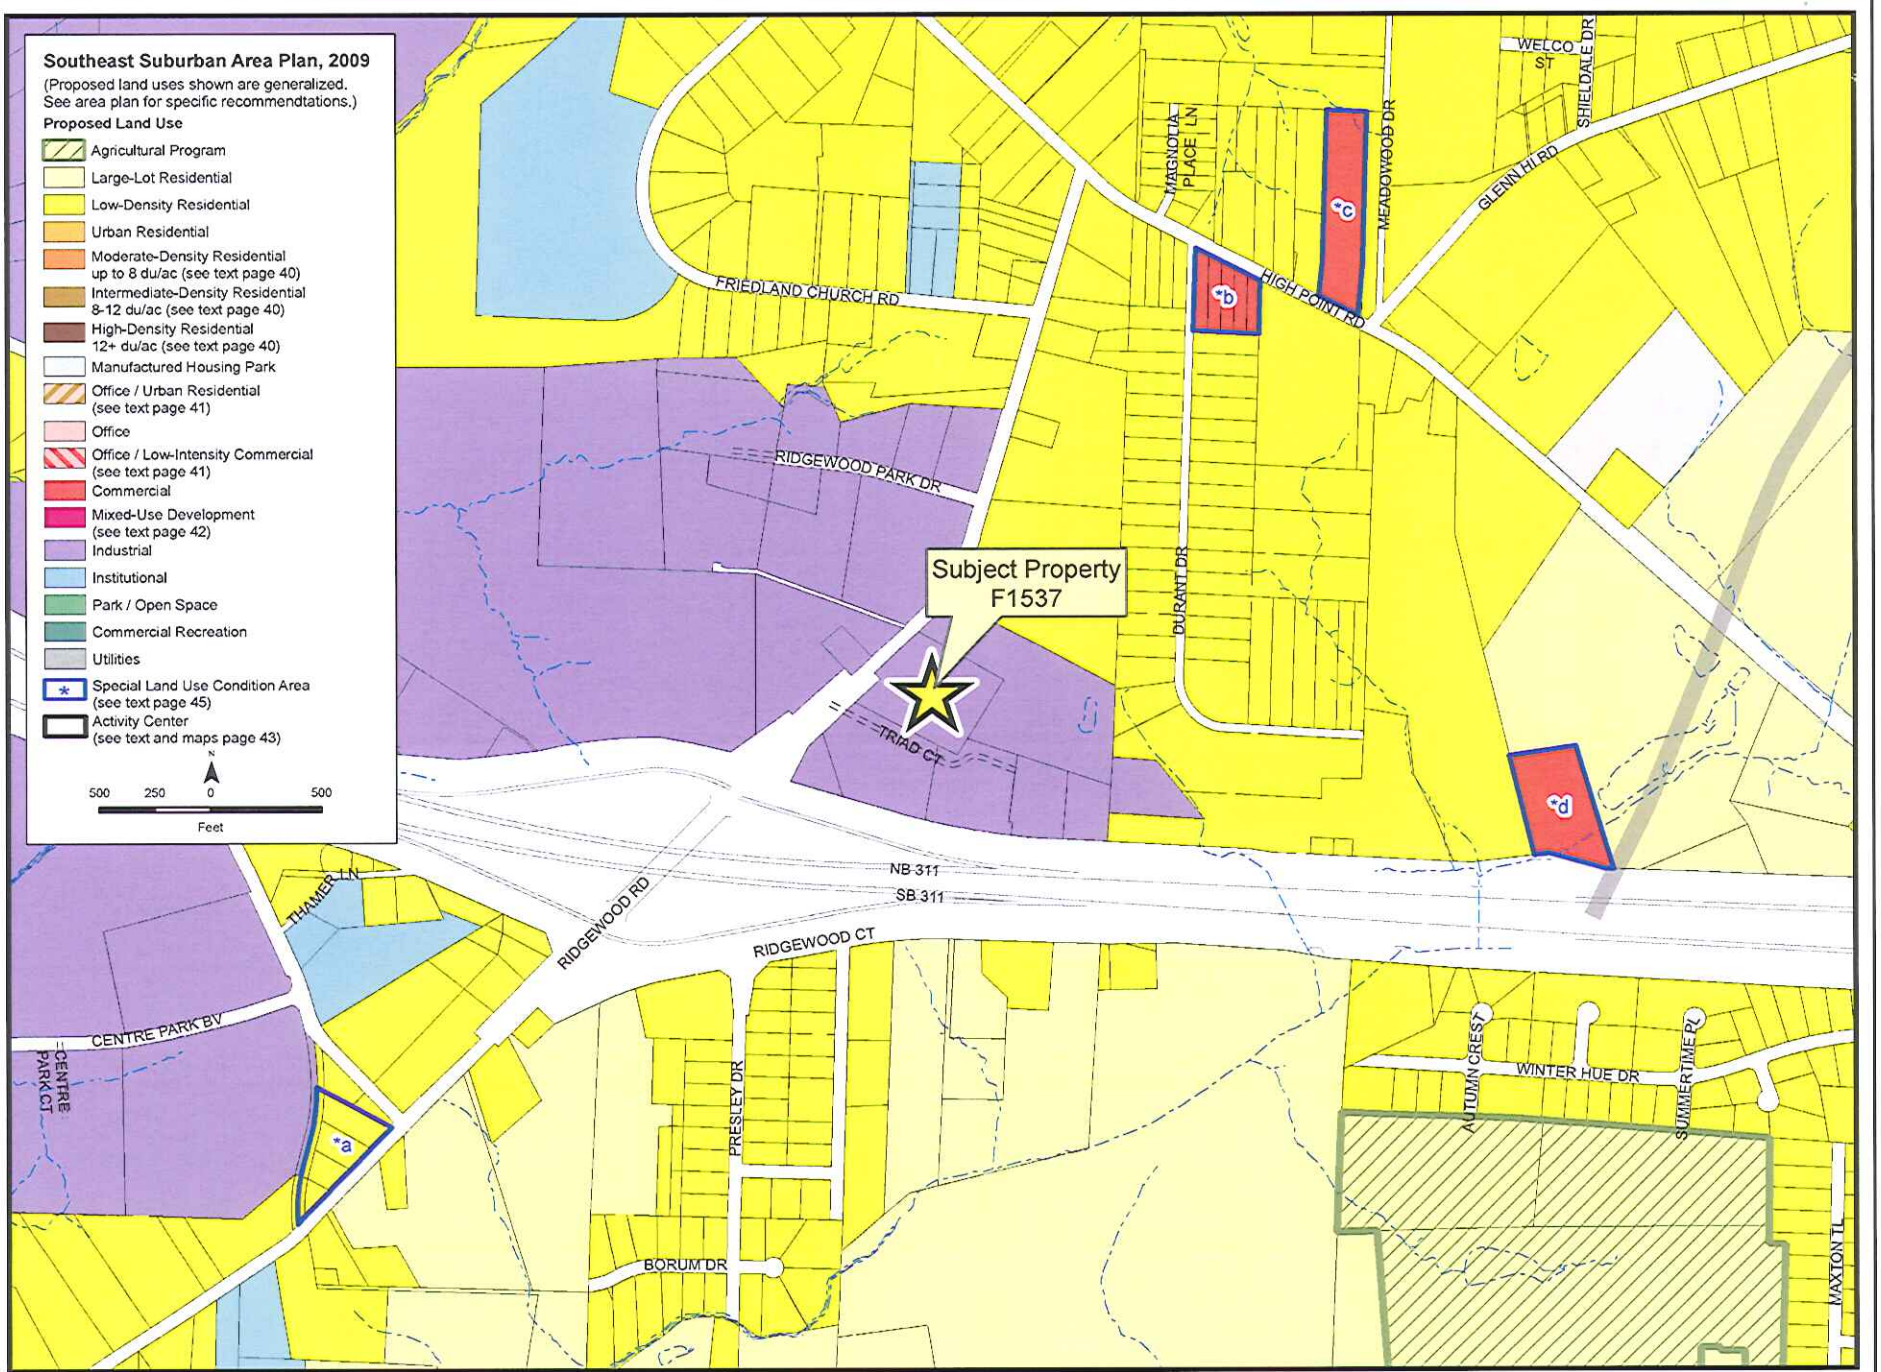 Southeast Suburban Area Plan, 2009
(Proposed land uses shown are generalized.
See area plan for specific recommendtations.)
Proposed Land Use
Agricultural Program
Large-Lot Residential
Low-Density Residential
Urban Residential
Moderate-Density Residential
up to 8 du/ac (see text page 40)
Intermediate-Density Residential
8-12 du/ac (see text page 40)
High-Density Residential
12+ du/ac (see text page 40)
Manufactured Housing Park
Office / Urban Residential
(see text page 41)
Office
Office / Low-Intensity Commercial
(see text page 41)
Commercial
Mixed-Use Development
(see text page 42)
Industrial
Institutional
Park / Open Space
Commercial Recreation
Utilities
* Special Land Use Condition Area
(see text page 45)
Activity Center
(see text and maps page 43)
N
500 250 0 500
Feet
WELCO
ST
SHIELDALE DR
MAGNOLIA
PLACE LN
MEADOWOOD DR
GLENN HI RD
*c
*b
HIGH POINT RD
FRIEDLAND CHURCH RD
RIDGEWOOD PARK DR
Subject Property
F1537
DURANT DR
TRIAD CT
*d
NB 311
SB 311
THAMER LN
RIDGEWOOD RD
RIDGEWOOD CT
CENTRE PARK BV
CENTRE
PARK CT
*a
PRESLEY DR
AUTUMN CREST
WINTER HUE DR
SUMMERTIME PL
BORUM DR
MAXTON TL